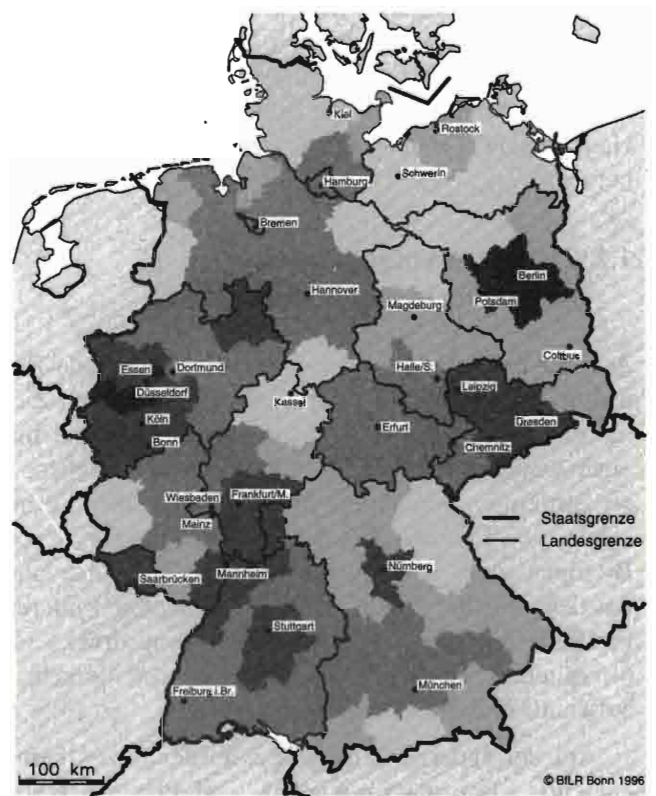 Kiel
Rostock
Schwerin
Hamburg
Bremen
Berlin
Potsdam
Hannover
Magdeburg
Cottbus
Essen
Dortmund
Halle/S.
Leipzig
Düsseldorf
Kassel
Köln
Dresden
Erfurt
Bonn
Chemnitz
Wiesbaden
Frankfurt/M.
Mainz
Staatsgrenze
Landesgrenze
Nürnberg
Mannheim
Saarbrücken
Stuttgart
München
Freiburg i.Br.
100 km
© BfLR Bonn 1996